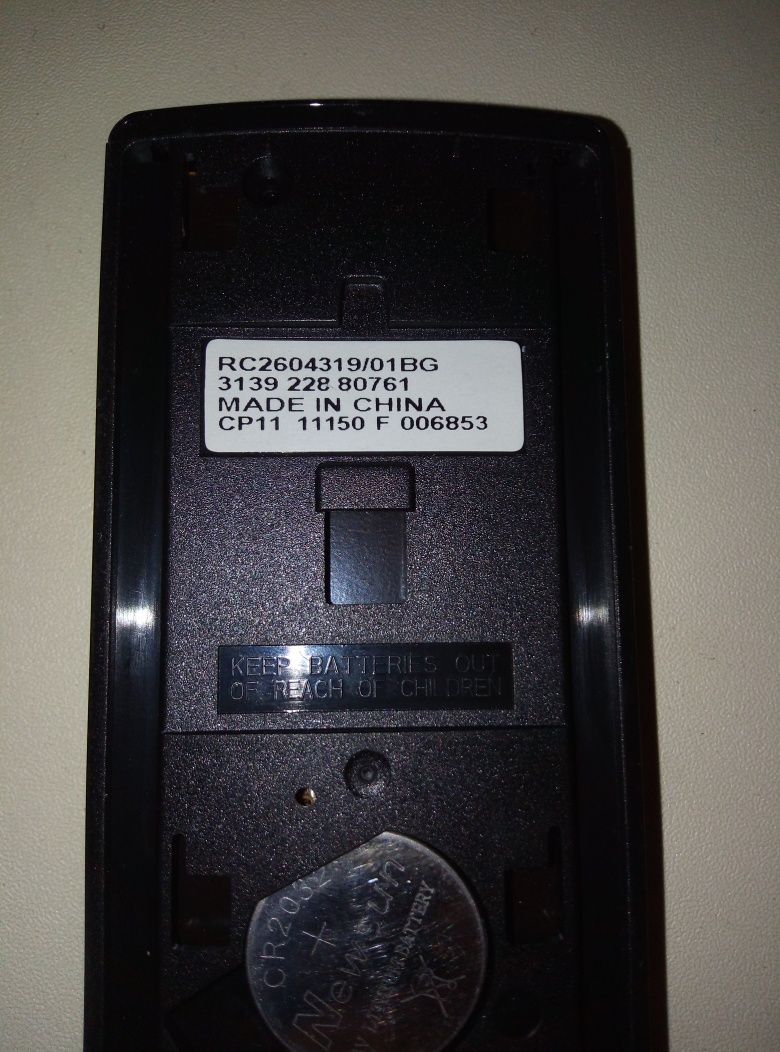 RC2604319/01BG
3139 228 80761
MADE IN CHINA
CP11 11150 F 006853
KEEP BATTERIES OUT
OF REACH OF CHILDREN
CR2032
+
Newsun
BATTERY